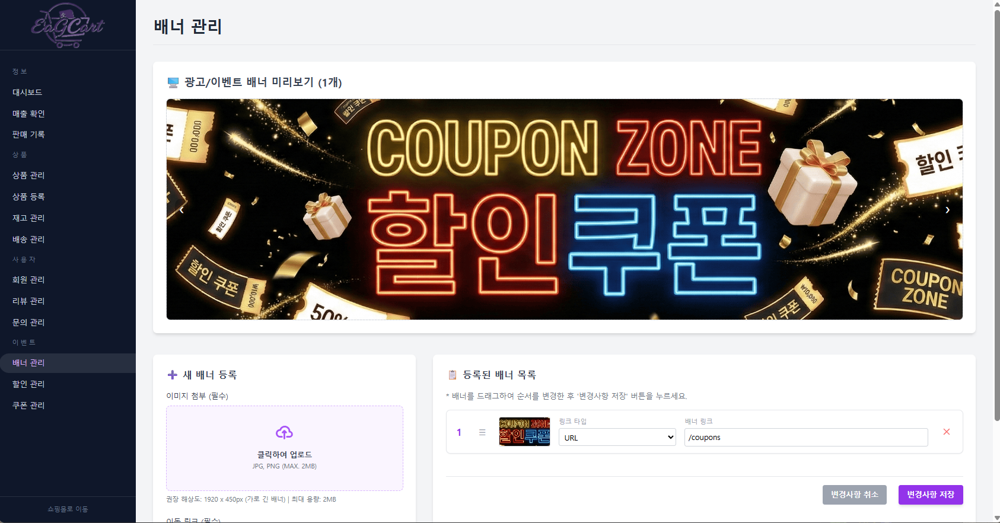 EaGCart
정보
대시보드
매출 확인
판매 기록
상품
상품 관리
상품 등록
재고 관리
배송 관리
사용자
회원 관리
리뷰 관리
문의 관리
이벤트
배너 관리
할인 관리
쿠폰 관리
쇼핑몰로 이동
배너 관리
광고/이벤트 배너 미리보기 (1개)
COUPON ZONE
할인쿠폰
할인 쿠폰
000'000
할인
할인 쿠폰
할인 쿠폰
₩10,000
50%
₩10,000
인 쿠폰
COUPON
ZONE
새 배너 등록
이미지 첨부 (필수)
클릭하여 업로드
JPG, PNG (MAX. 2MB)
권장 해상도: 1920 x 450px (가로 긴 배너) | 최대 용량: 2MB
이동 링크 (필수)
등록된 배너 목록
* 배너를 드래그하여 순서를 변경한 후 '변경사항 저장' 버튼을 누르세요.
1
COUPON ZONE
할인쿠폰
링크 타입
URL
배너 링크
/coupons
변경사항 취소
변경사항 저장